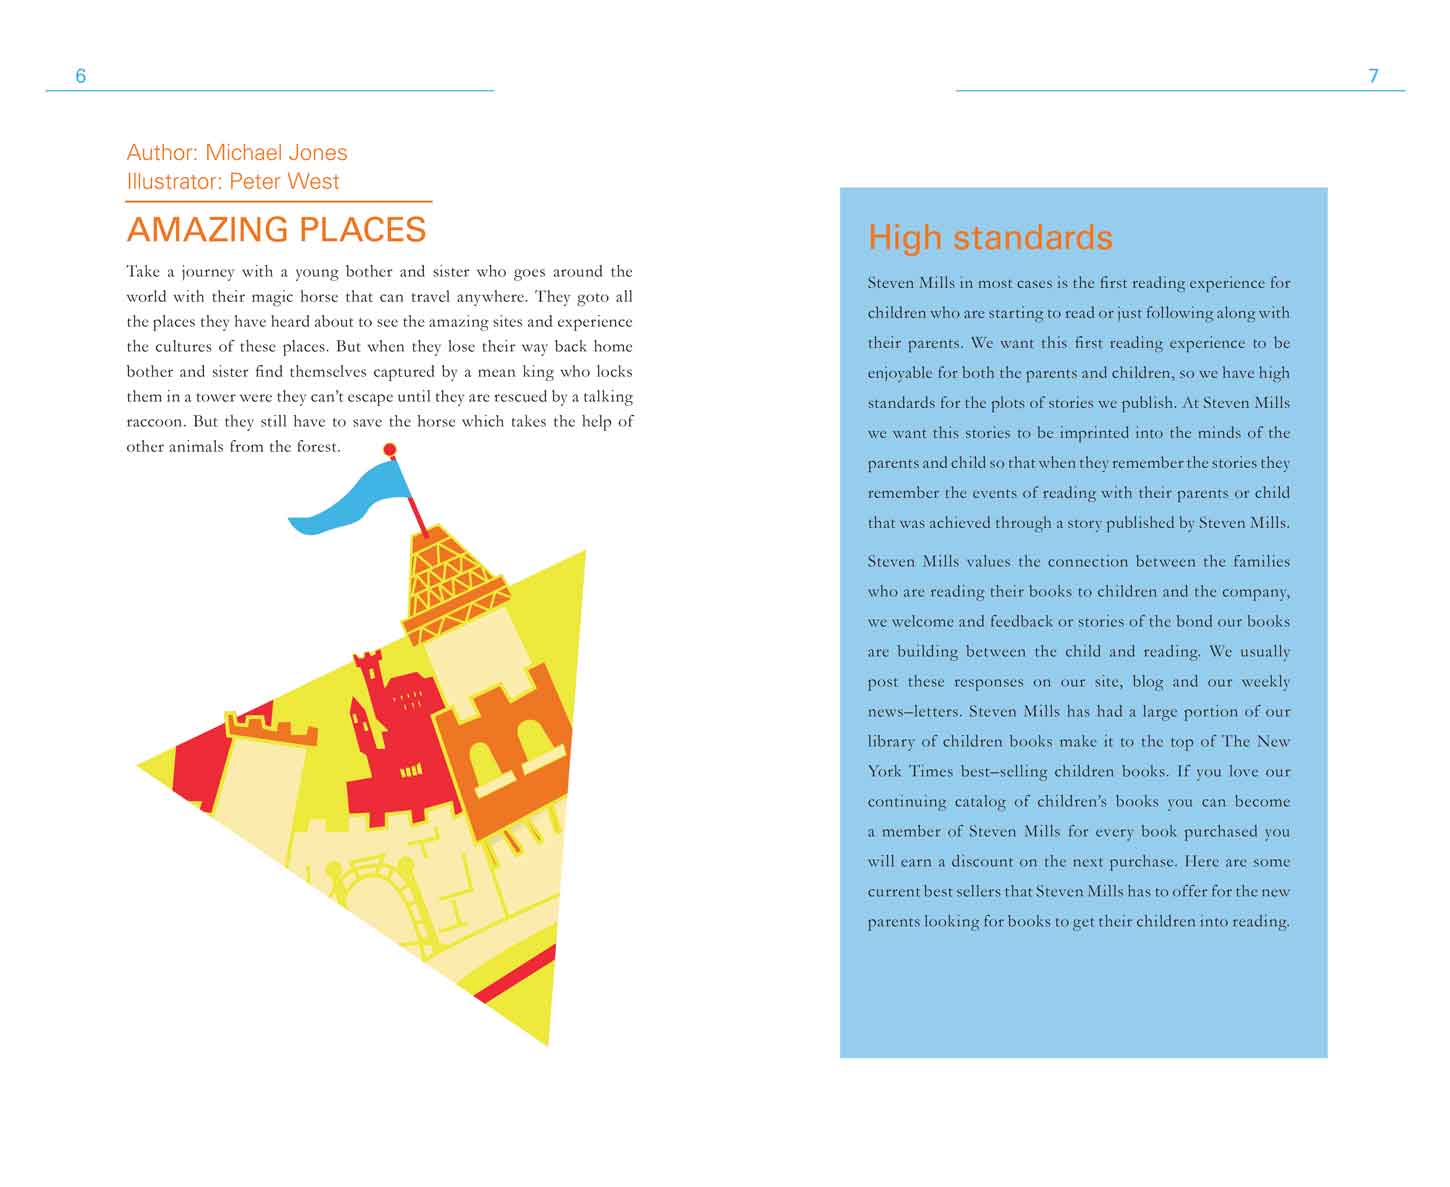 6
Author: Michael Jones
Illustrator: Peter West
AMAZING PLACES
Take a journey with a young bother and sister who goes around the
world with their magic horse that can travel anywhere. They goto all
the places they have heard about to see the amazing sites and experience
the cultures of these places. But when they lose their way back home
bother and sister find themselves captured by a mean king who locks
them in a tower were they can’t escape until they are rescued by a talking
raccoon. But they still have to save the horse which takes the help of
other animals from the forest.
7
High standards
Steven Mills in most cases is the first reading experience for
children who are starting to read or just following along with
their parents. We want this first reading experience to be
enjoyable for both the parents and children, so we have high
standards for the plots of stories we publish. At Steven Mills
we want this stories to be imprinted into the minds of the
parents and child so that when they remember the stories they
remember the events of reading with their parents or child
that was achieved through a story published by Steven Mills.
Steven Mills values the connection between the families
who are reading their books to children and the company,
we welcome and feedback or stories of the bond our books
are building between the child and reading. We usually
post these responses on our site, blog and our weekly
news–letters. Steven Mills has had a large portion of our
library of children books make it to the top of The New
York Times best–selling children books. If you love our
continuing catalog of children’s books you can become
a member of Steven Mills for every book purchased you
will earn a discount on the next purchase. Here are some
current best sellers that Steven Mills has to offer for the new
parents looking for books to get their children into reading.